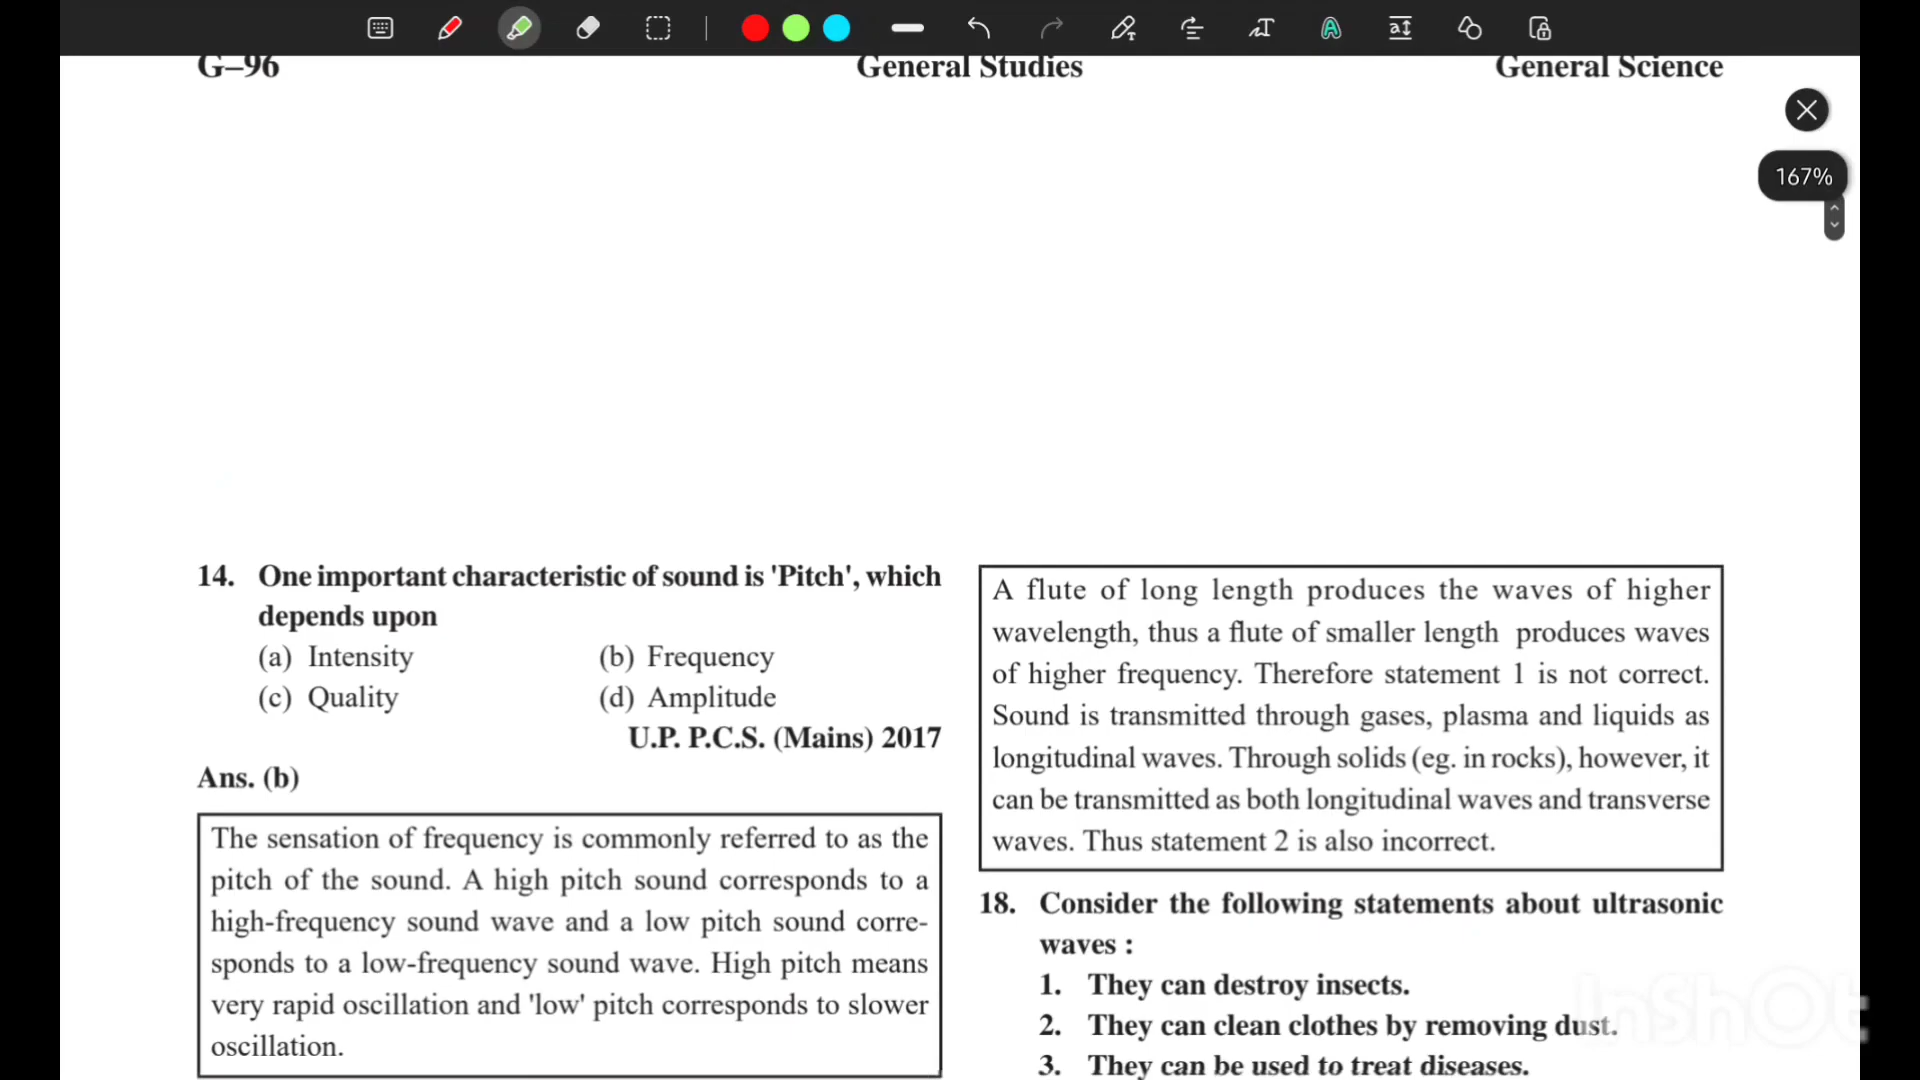 G–96 General Studies General Science
167%
14. One important characteristic of sound is 'Pitch', which
depends upon
(a) Intensity (b) Frequency
(c) Quality (d) Amplitude
U.P. P.C.S. (Mains) 2017
Ans. (b)
The sensation of frequency is commonly referred to as the
pitch of the sound. A high pitch sound corresponds to a
high-frequency sound wave and a low pitch sound corre-
sponds to a low-frequency sound wave. High pitch means
very rapid oscillation and 'low' pitch corresponds to slower
oscillation.
A flute of long length produces the waves of higher
wavelength, thus a flute of smaller length produces waves
of higher frequency. Therefore statement 1 is not correct.
Sound is transmitted through gases, plasma and liquids as
longitudinal waves. Through solids (eg. in rocks), however, it
can be transmitted as both longitudinal waves and transverse
waves. Thus statement 2 is also incorrect.
18. Consider the following statements about ultrasonic
waves :
1. They can destroy insects.
2. They can clean clothes by removing dust.
3. They can be used to treat diseases.
InShOt